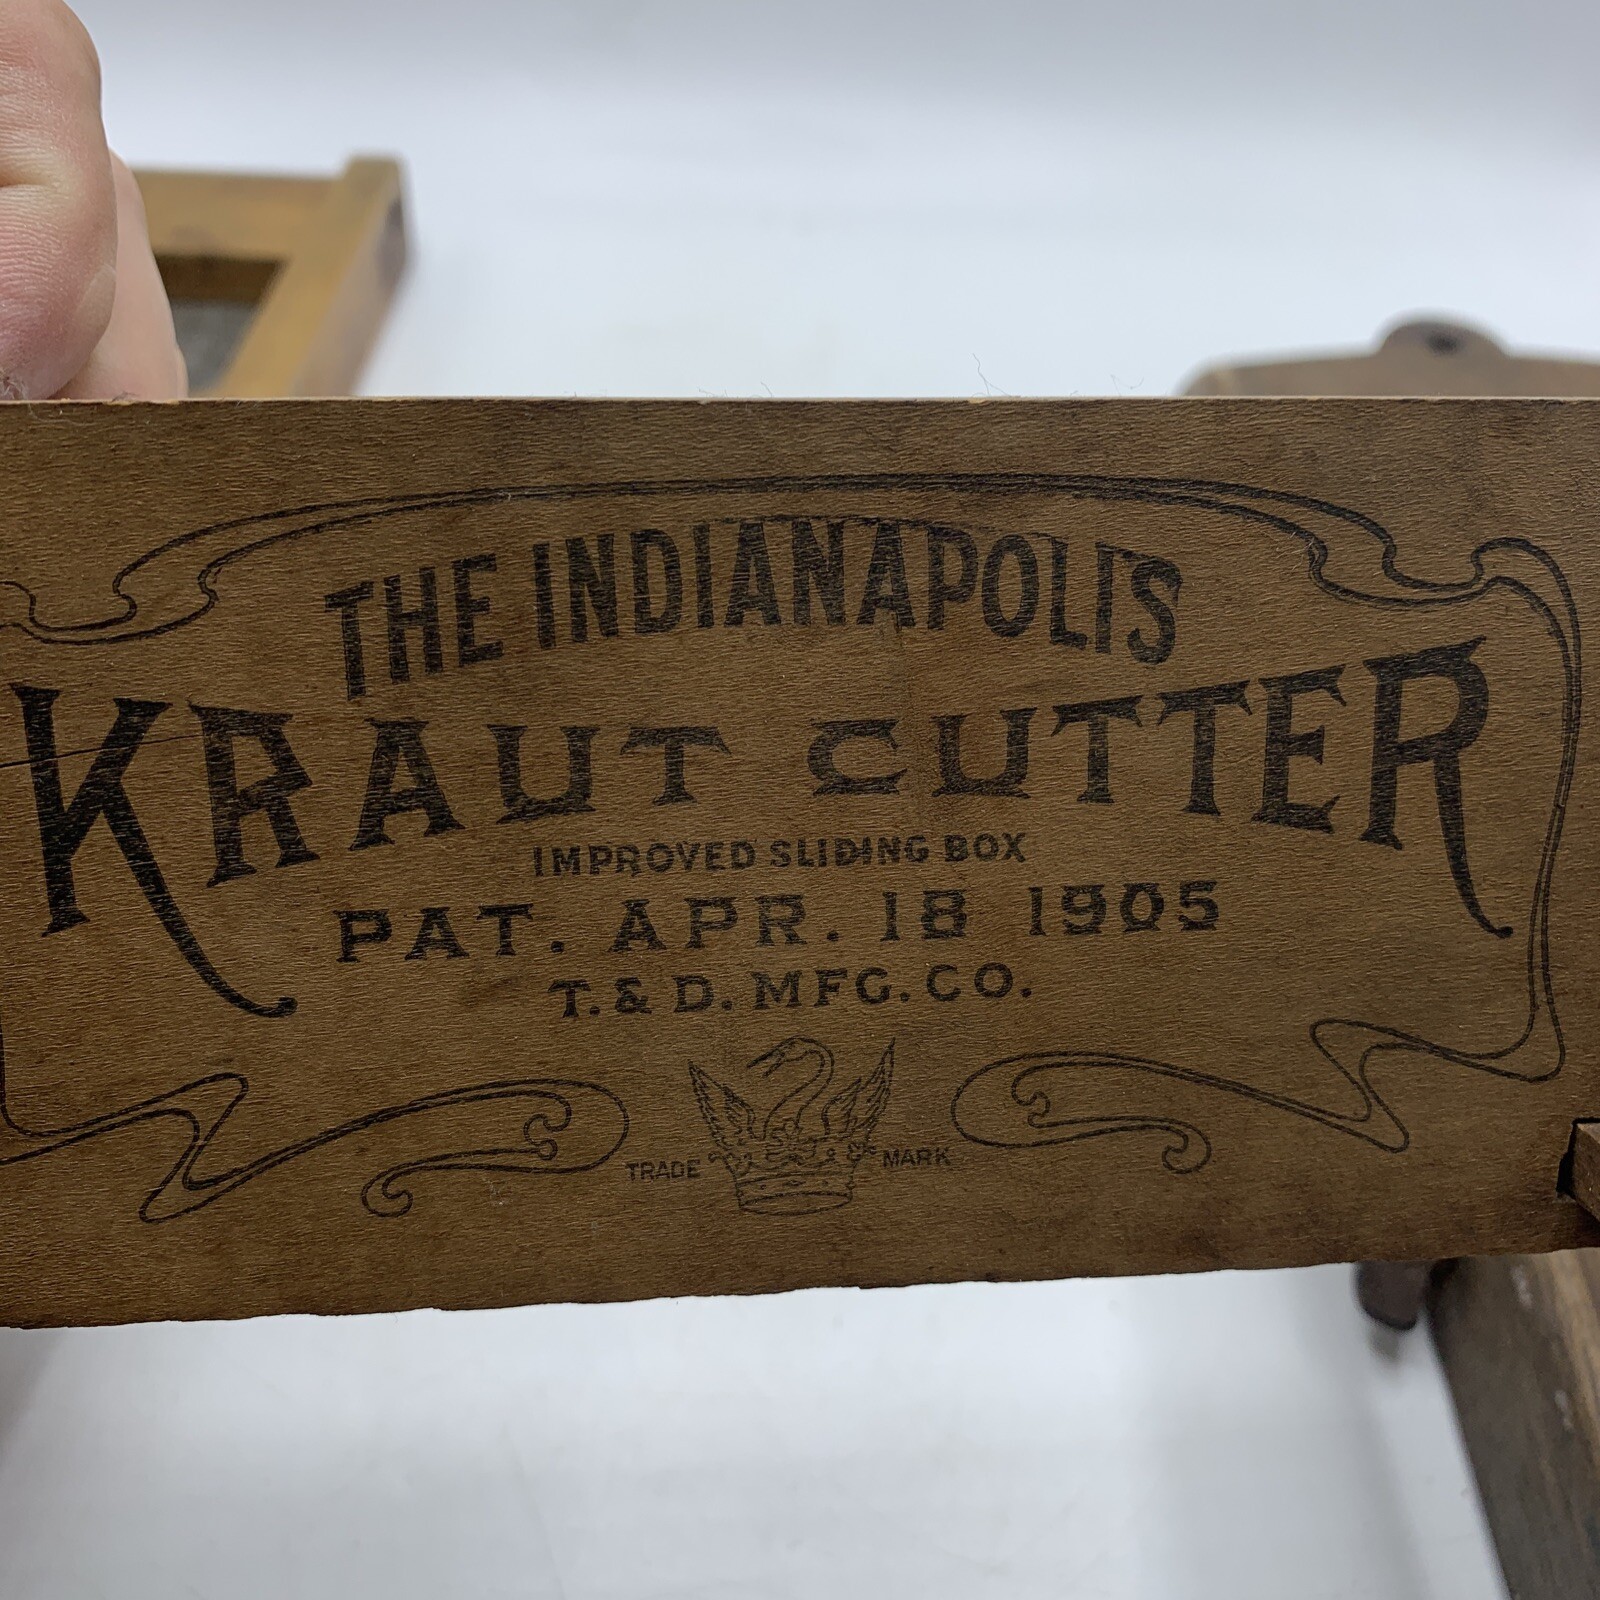 THE INDIANAPOLIS
KRAUT CUTTER
IMPROVED SLIDING BOX
PAT. APR. 18 1905
T. & D. MFG. CO.
TRADE MARK